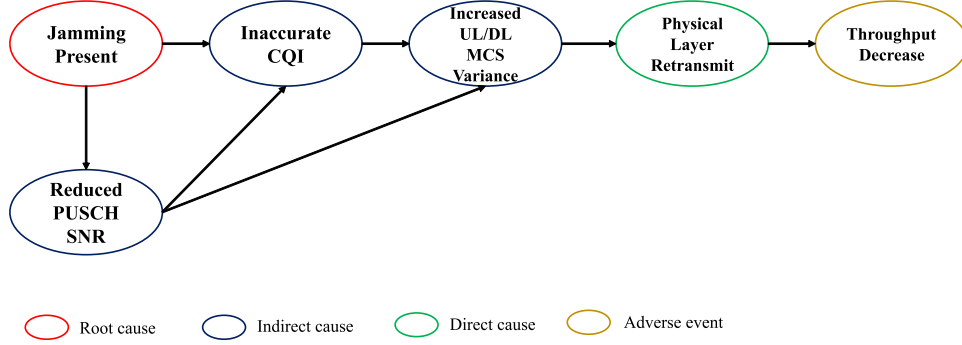 Jamming
Present
Inaccurate
CQI
Increased
UL/DL
MCS
Variance
Physical
Layer
Retransmit
Throughput
Decrease
Reduced
PUSCH
SNR
Root cause
Indirect cause
Direct cause
Adverse event